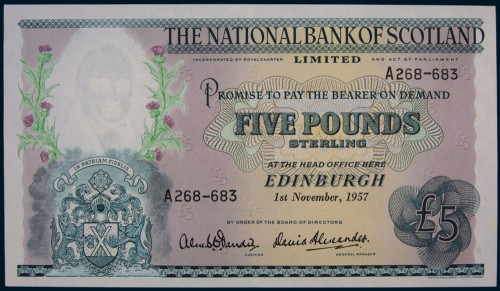 THE NATIONAL BANK OF SCOTLAND
INCORPORATED BY ROYAL CHARTER LIMITED AND ACT OF PARLIAMENT
A268-683
PROMISE TO PAY THE BEARER ON DEMAND
FIVE POUNDS
STERLING
AT THE HEAD OFFICE HERE
IN PATRIAM FIDELIS
EDINBURGH
A268-683
1st November, 1957
BY ORDER OF THE BOARD OF DIRECTORS
David Alexander.
CASHIER GENERAL MANAGER
£5